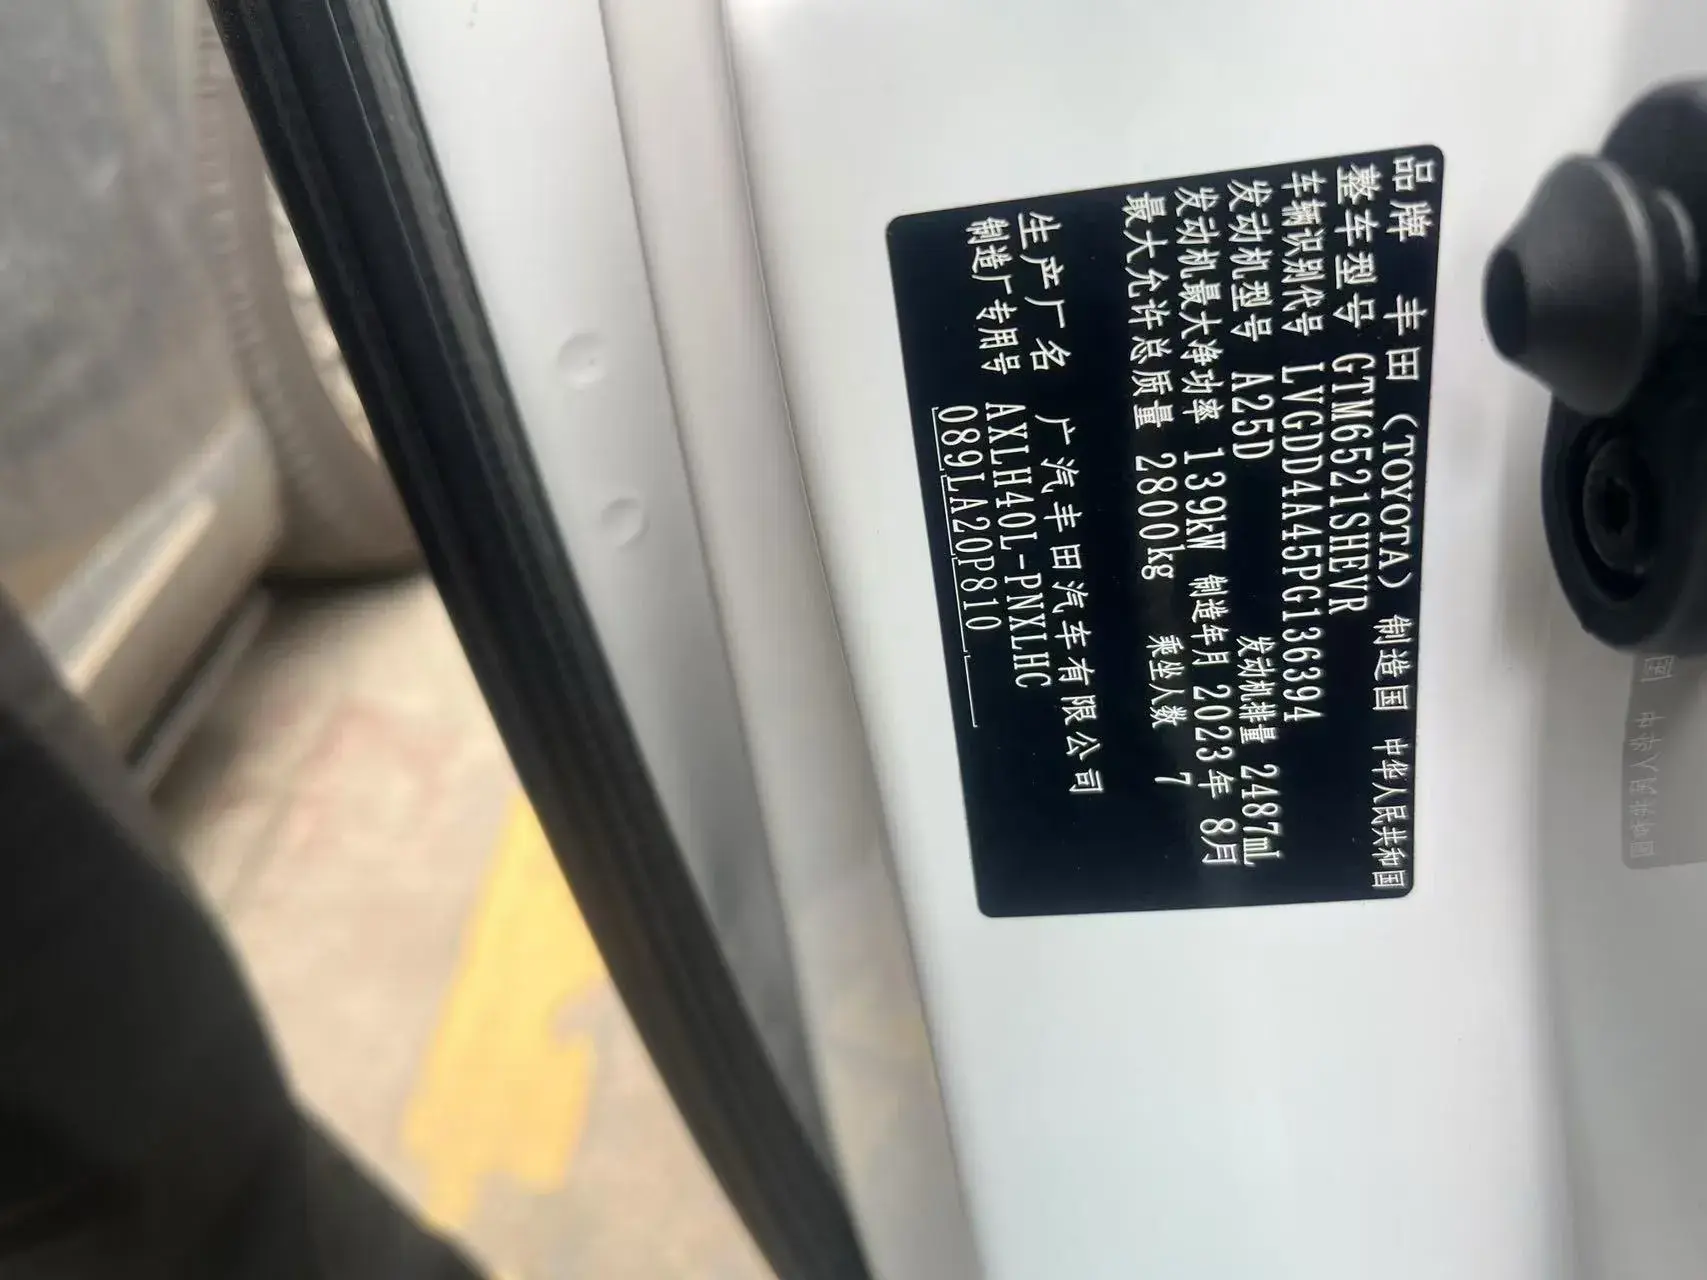 品牌 丰田 (TOYOTA) 制造国 中华人民共和国
整车型号 GTM6521SHEVR
车辆识别代号 LVGDD4A45PG136394
发动机型号 A25D 发动机排量 2487mL
发动机最大净功率 139kW 制造年月 2023年 8月
最大允许总质量 2800kg 乘坐人数 7
生产厂名 广汽丰田汽车有限公司
制造厂专用号 AXLH40L-PNXLHC
089LA20P810